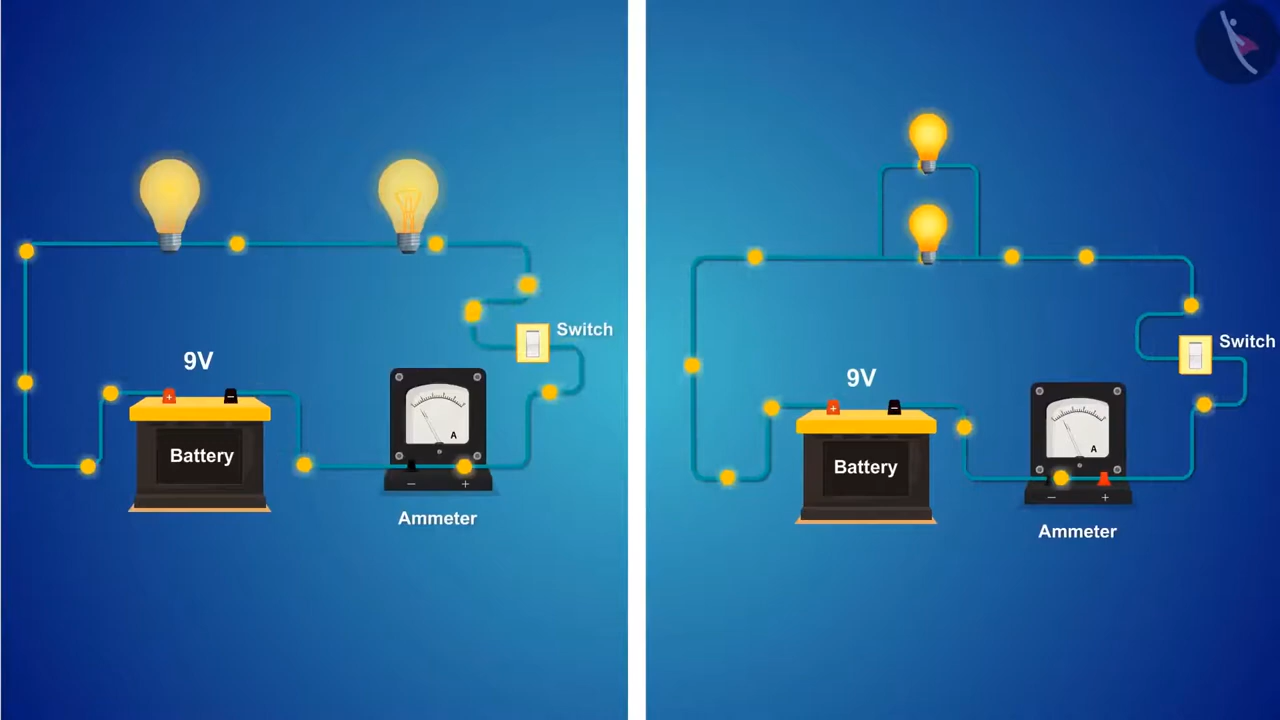 Switch
9V
Battery
+
−
A
−
+
Ammeter
Switch
9V
Battery
+
−
A
−
+
Ammeter